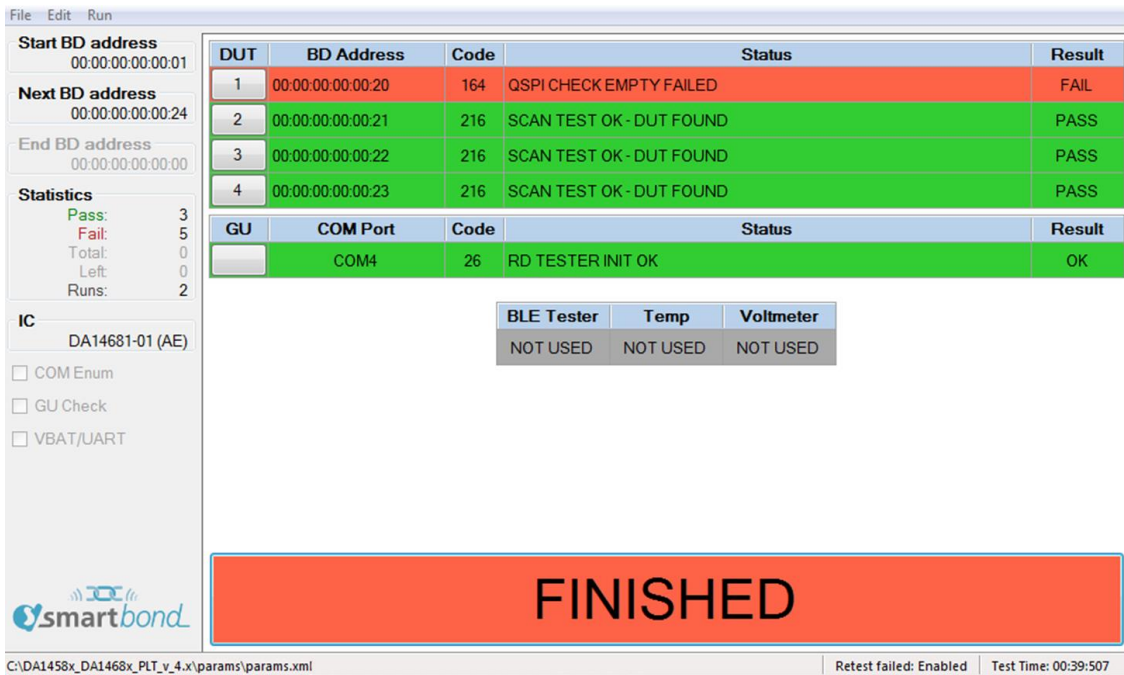 File Edit Run
Start BD address
00:00:00:00:00:01
Next BD address
00:00:00:00:00:24
End BD address
00:00:00:00:00:00
Statistics
Pass: 3
Fail: 5
Total: 0
Left: 0
Runs: 2
IC
DA14681-01 (AE)
COM Enum
GU Check
VBAT/UART
smartbond
DUT BD Address Code Status Result
1 00:00:00:00:00:20 164 QSPI CHECK EMPTY FAILED FAIL
2 00:00:00:00:00:21 216 SCAN TEST OK - DUT FOUND PASS
3 00:00:00:00:00:22 216 SCAN TEST OK - DUT FOUND PASS
4 00:00:00:00:00:23 216 SCAN TEST OK - DUT FOUND PASS
GU COM Port Code Status Result
COM4 26 RD TESTER INIT OK OK
BLE Tester Temp Voltmeter
NOT USED NOT USED NOT USED
FINISHED
C:\DA1458x_DA1468x_PLT_v_4.x\params\params.xml Retest failed: Enabled Test Time: 00:39:507